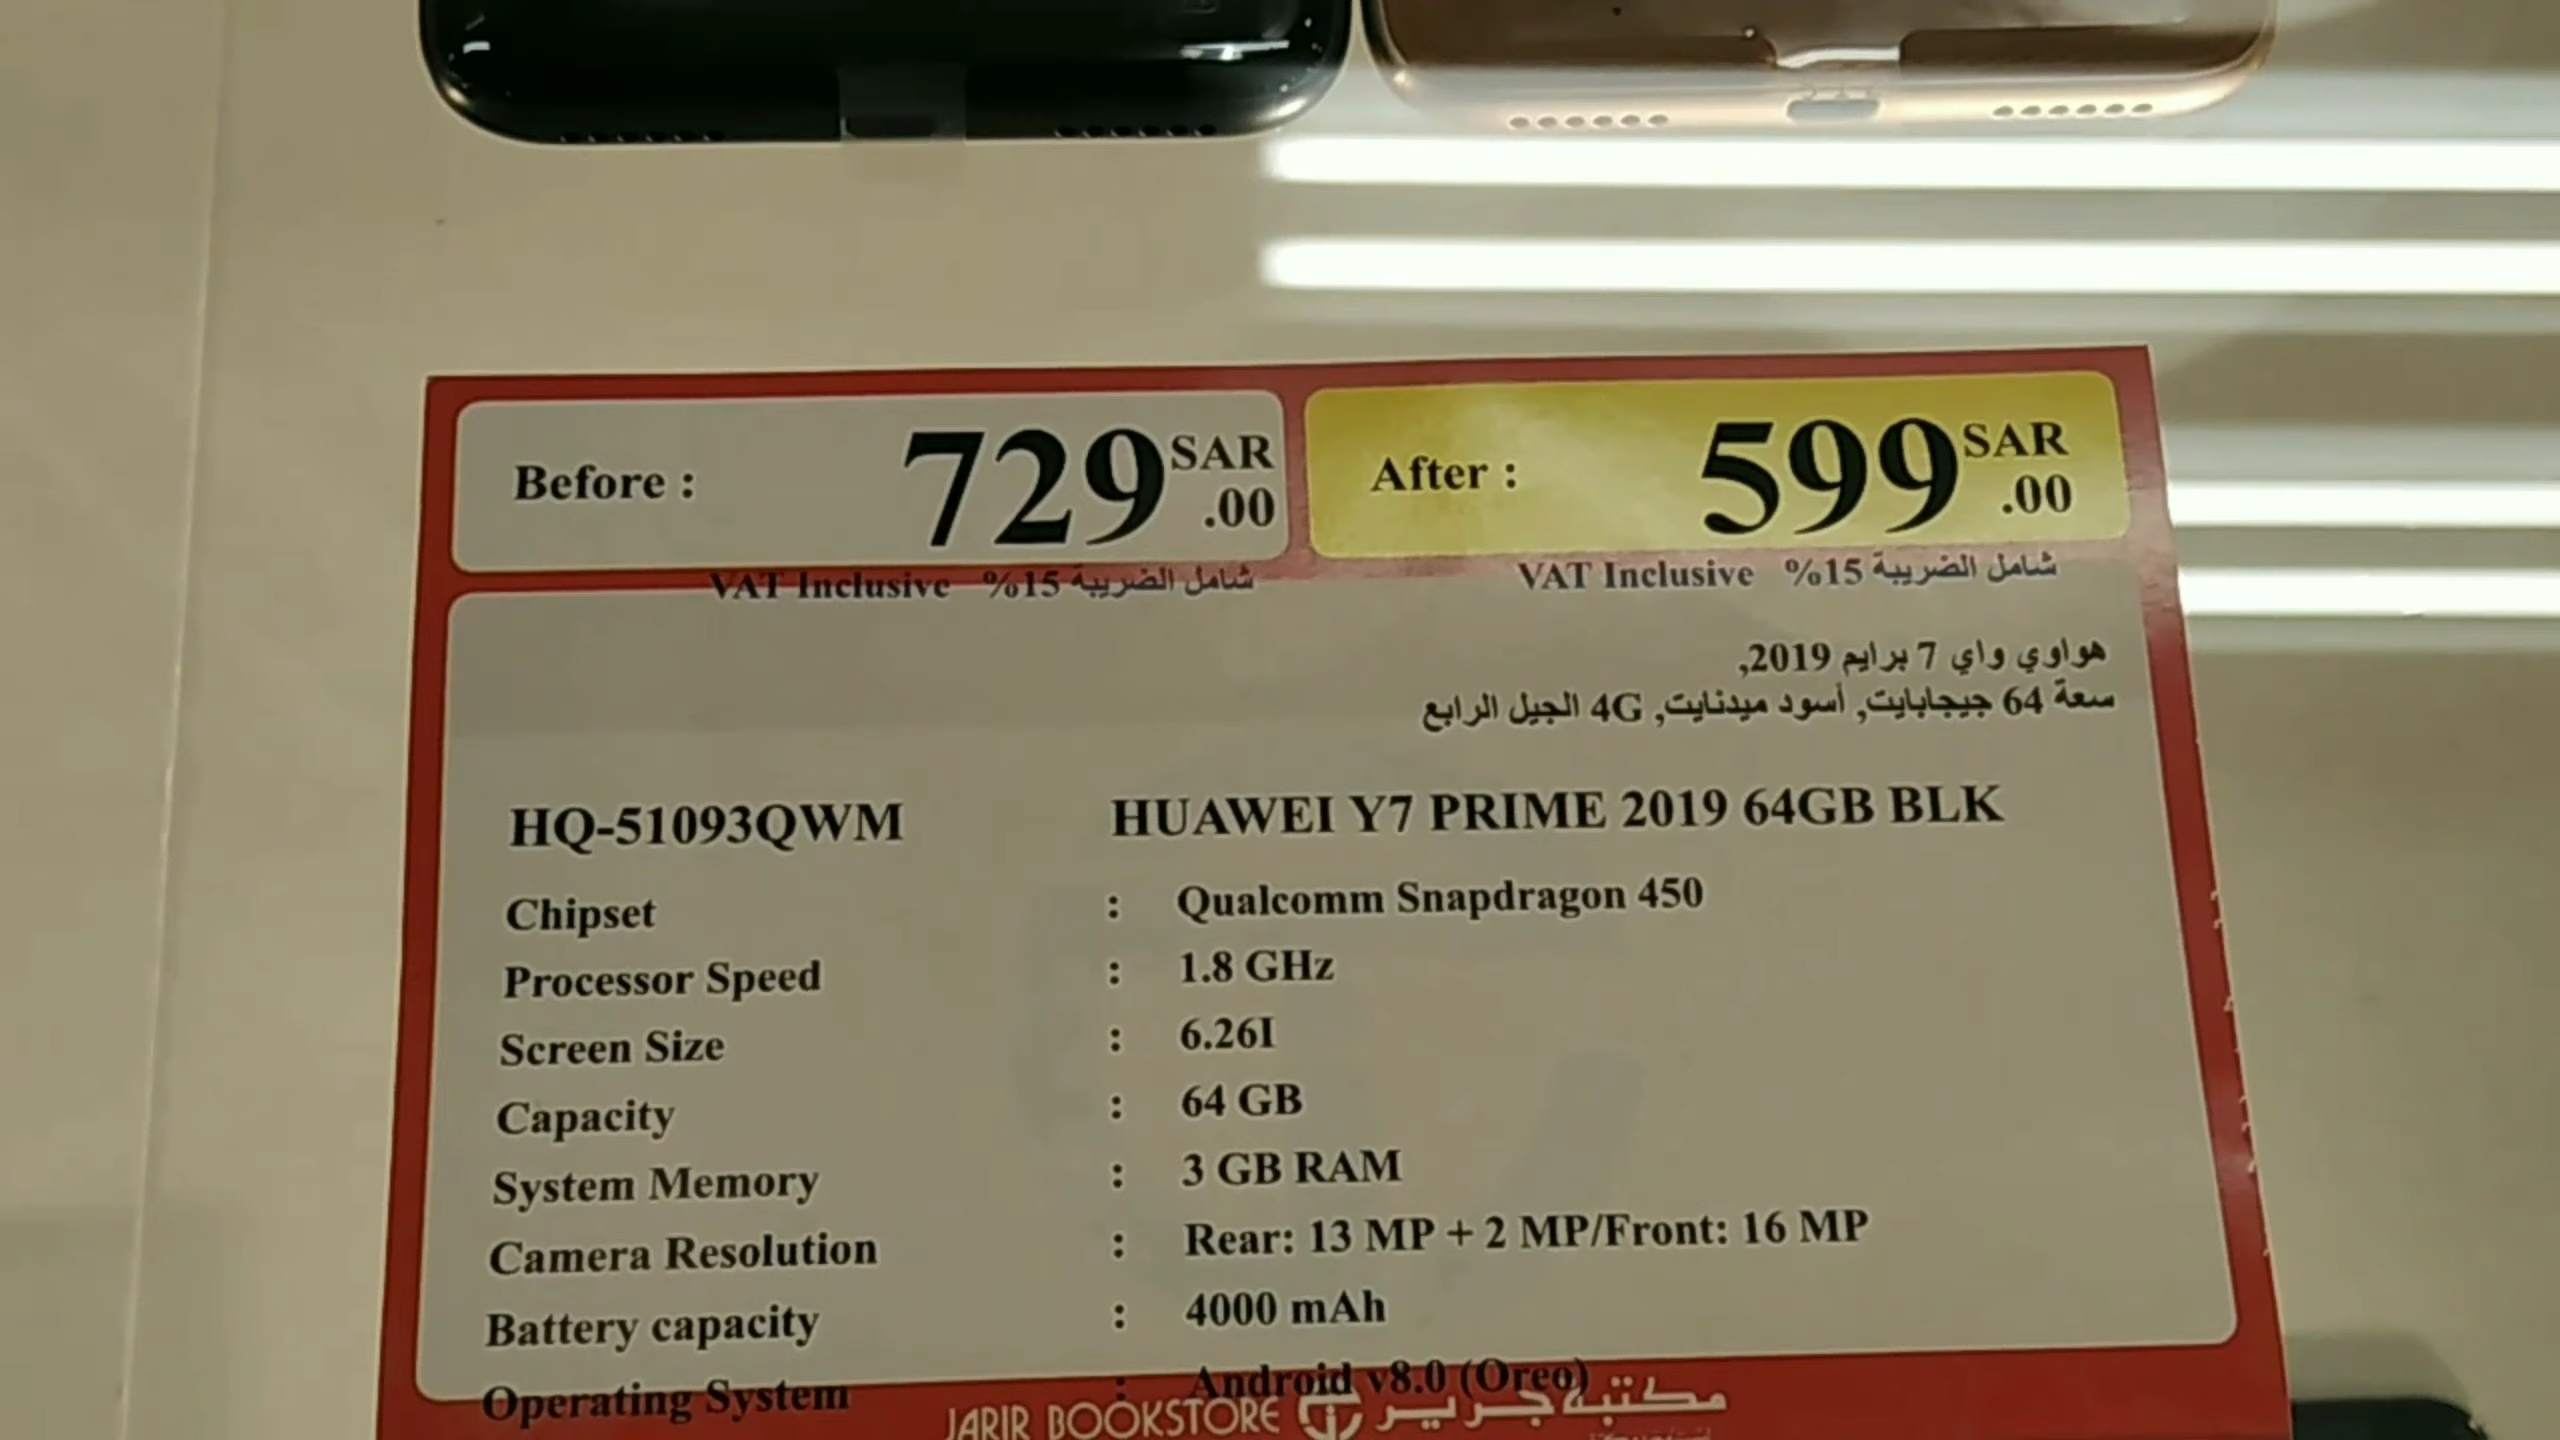 Before : 729 SAR .00
After : 599 SAR .00
VAT Inclusive %15 شامل الضريبة
VAT Inclusive %15 شامل الضريبة
هواوي واي 7 برايم 2019,
سعة 64 جيجابايت, أسود ميدنايت, 4G الجيل الرابع
HQ-51093QWM HUAWEI Y7 PRIME 2019 64GB BLK
Chipset : Qualcomm Snapdragon 450
Processor Speed : 1.8 GHz
Screen Size : 6.26I
Capacity : 64 GB
System Memory : 3 GB RAM
Camera Resolution : Rear: 13 MP + 2 MP/Front: 16 MP
Battery capacity : 4000 mAh
Operating System : Android v8.0 (Oreo)
JARIR BOOKSTORE مكتبة جرير